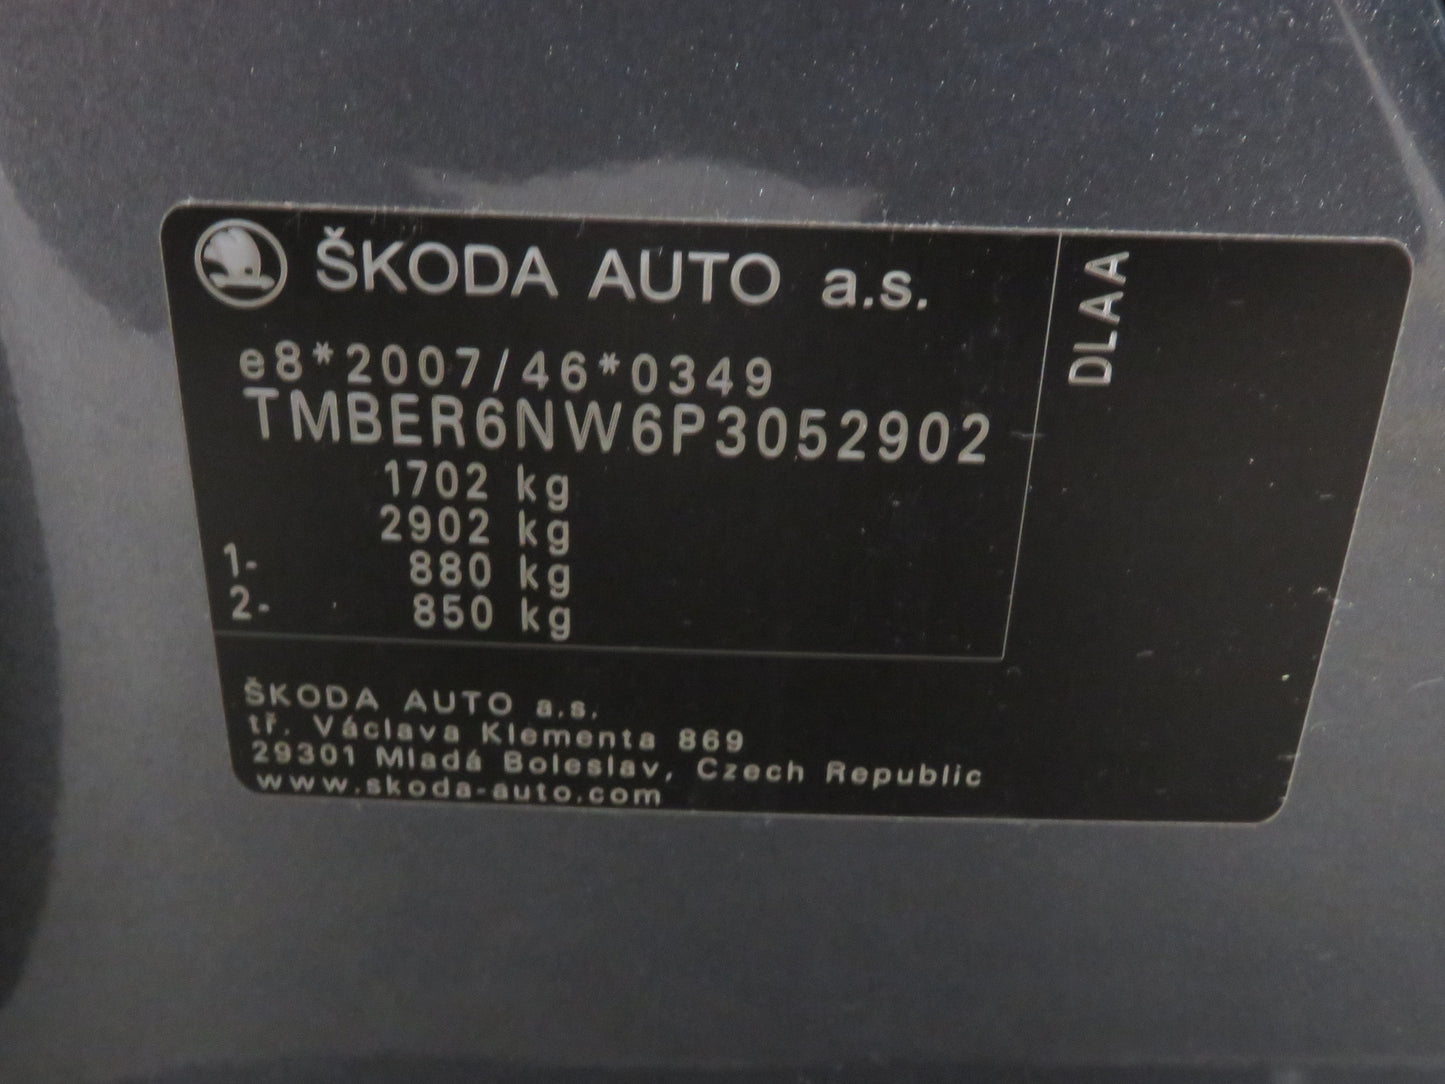 ŠKODA AUTO a.s.
e8*2007/46*0349
TMBER6NW6P3052902
1702 kg
2902 kg
1- 880 kg
2- 850 kg
DLAA
ŠKODA AUTO a.s.
tř. Václava Klementa 869
29301 Mladá Boleslav, Czech Republic
www.skoda-auto.com